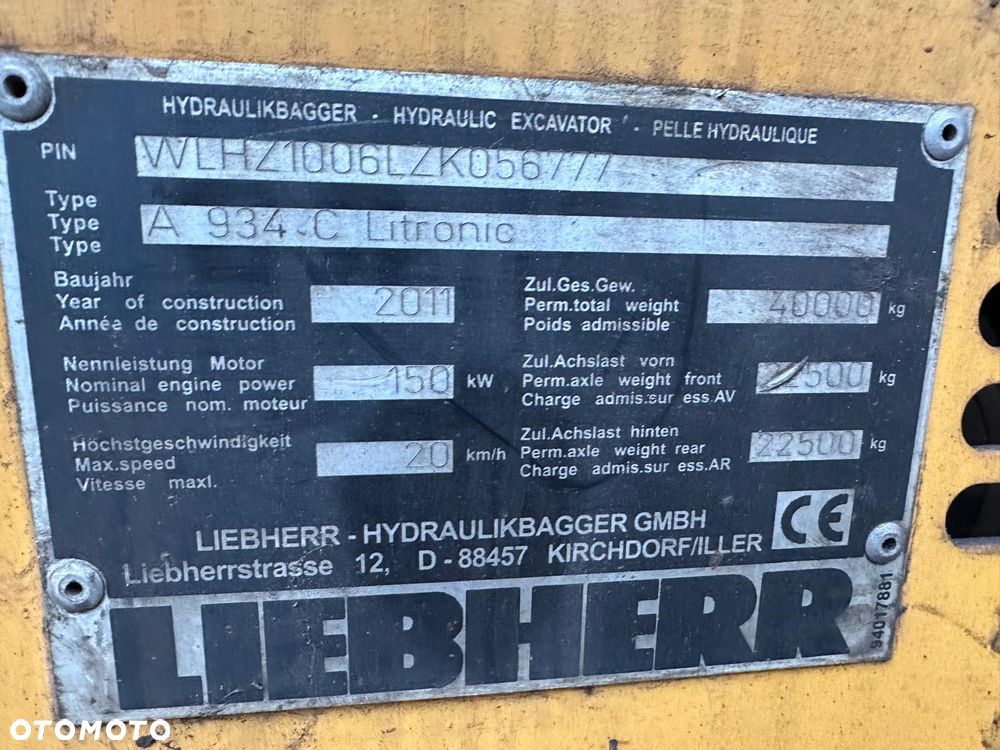 HYDRAULIKBAGGER - HYDRAULIC EXCAVATOR - PELLE HYDRAULIQUE
PIN WLHZ1006LZK056777
Type
Type A 934 C Litronic
Type
Baujahr
Year of construction 2011
Année de construction
Zul.Ges.Gew.
Perm.total weight 40000 kg
Poids admissible
Nennleistung Motor
Nominal engine power 150 kW
Puissance nom. moteur
Zul.Achslast vorn
Perm.axle weight front 22500 kg
Charge admis.sur ess.AV
Höchstgeschwindigkeit
Max.speed 20 km/h
Vitesse maxl.
Zul.Achslast hinten
Perm.axle weight rear 22500 kg
Charge admis.sur ess.AR
LIEBHERR - HYDRAULIKBAGGER GMBH
Liebherrstrasse 12, D - 88457 KIRCHDORF/ILLER
CE
LIEBHERR
94017881
OTOMOTO